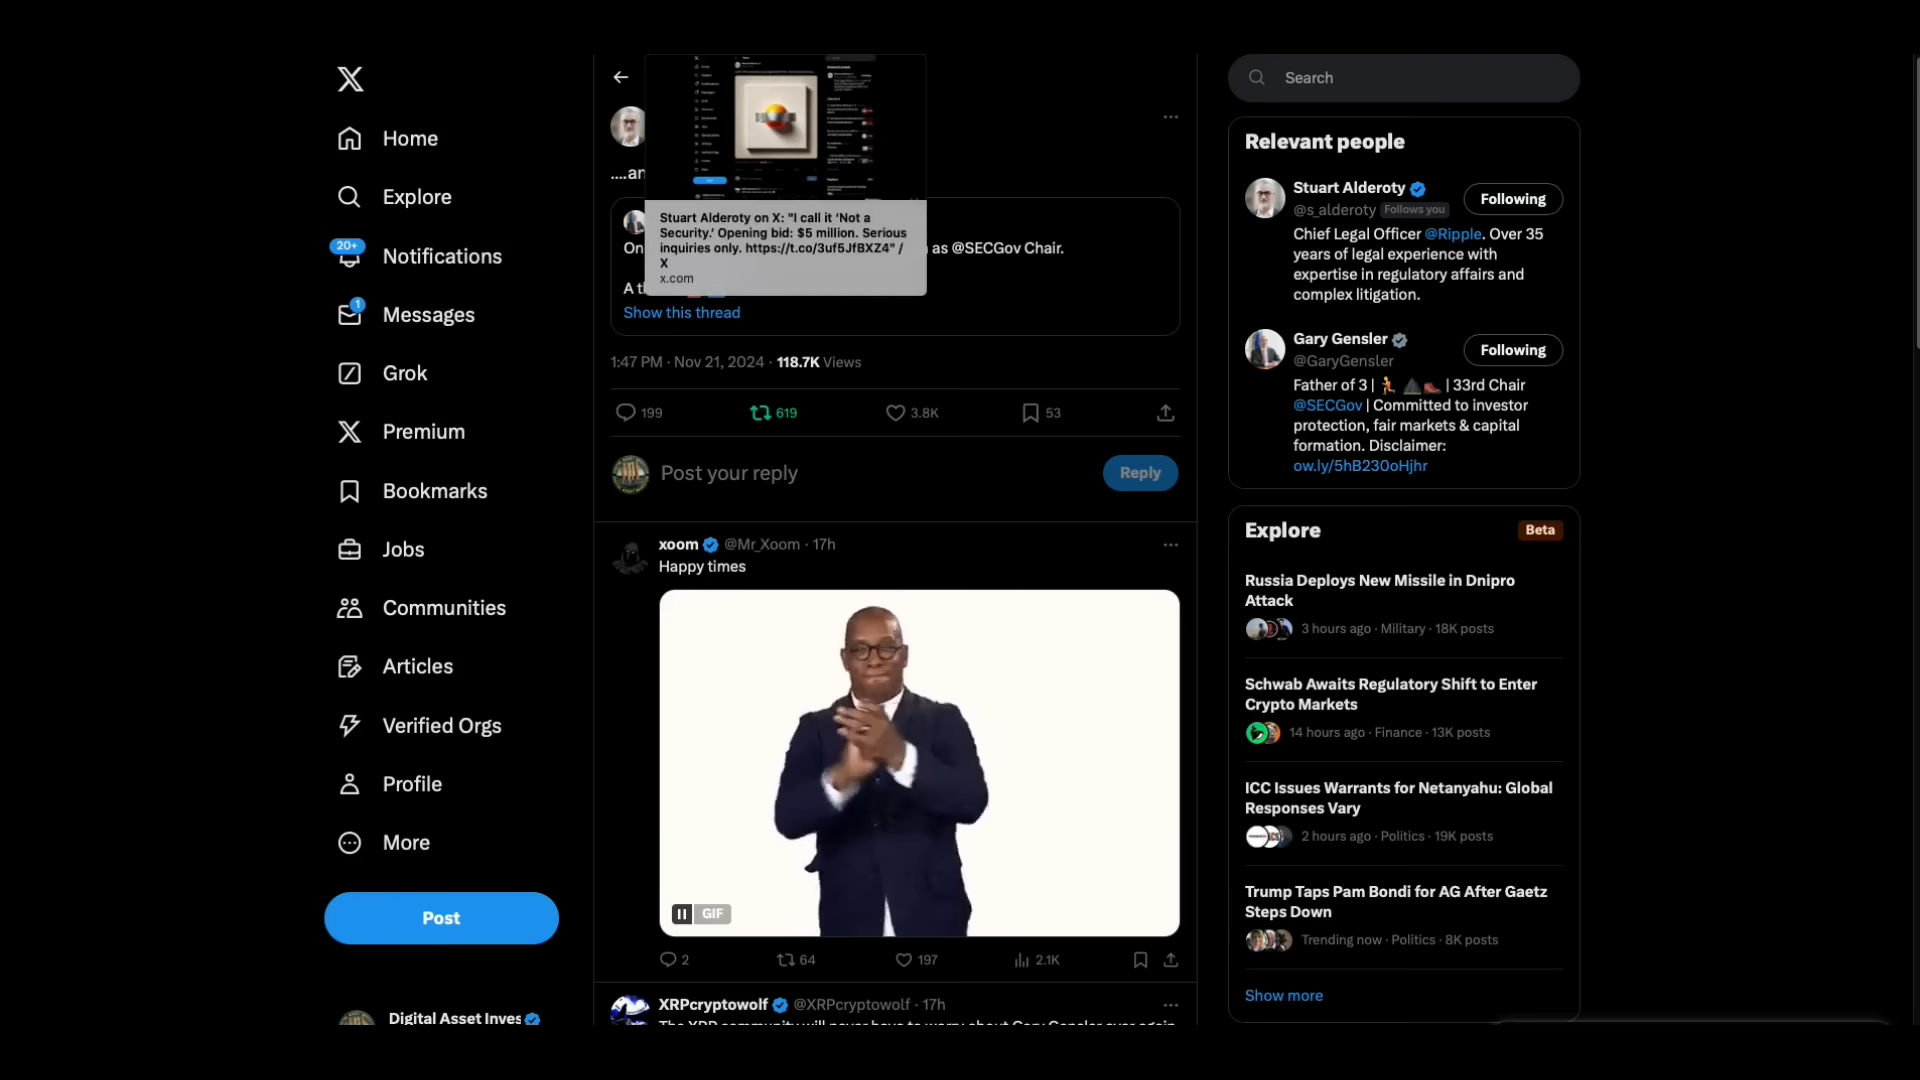 Home
Explore
20+
Notifications
1
Messages
Grok
Premium
Bookmarks
Jobs
Communities
Articles
Verified Orgs
Profile
More
Post
Digital Asset Inves
....an
Stuart Alderoty on X: "I call it ‘Not a
Security.’ Opening bid: $5 million. Serious
inquiries only. https://t.co/3uf5JfBXZ4" /
X
x.com
On
as @SECGov Chair.
A t
Show this thread
1:47 PM · Nov 21, 2024 · 118.7K Views
199 619 3.8K 53
Post your reply
Reply
xoom @Mr_Xoom · 17h
Happy times
GIF
2 64 197 2.1K
XRPcryptowolf @XRPcryptowolf · 17h
The XRP community will never have to worry about Gary Gensler ever again
Search
Relevant people
Stuart Alderoty
@s_alderoty Follows you
Following
Chief Legal Officer @Ripple. Over 35
years of legal experience with
expertise in regulatory affairs and
complex litigation.
Gary Gensler
@GaryGensler
Following
Father of 3 | 🏃 ⛰️🥾 | 33rd Chair
@SECGov | Committed to investor
protection, fair markets & capital
formation. Disclaimer:
ow.ly/5hB230oHjhr
Explore
Beta
Russia Deploys New Missile in Dnipro
Attack
3 hours ago · Military · 18K posts
Schwab Awaits Regulatory Shift to Enter
Crypto Markets
14 hours ago · Finance · 13K posts
ICC Issues Warrants for Netanyahu: Global
Responses Vary
2 hours ago · Politics · 19K posts
Trump Taps Pam Bondi for AG After Gaetz
Steps Down
Trending now · Politics · 8K posts
Show more